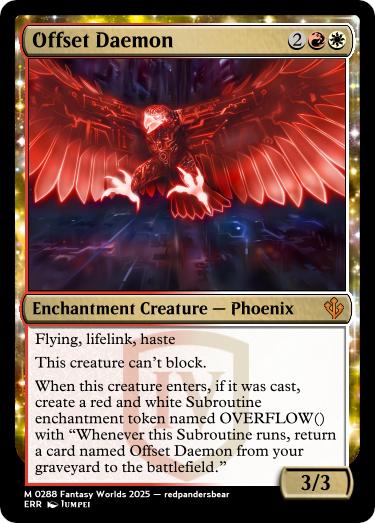 Offset Daemon 2
Enchantment Creature — Phoenix
Flying, lifelink, haste
This creature can't block.
When this creature enters, if it was cast,
create a red and white Subroutine
enchantment token named OVERFLOW()
with “Whenever this Subroutine runs, return
a card named Offset Daemon from your
graveyard to the battlefield.”
IV
3/3
M 0288 Fantasy Worlds 2025 — redpandersbear
ERR JUMPEI